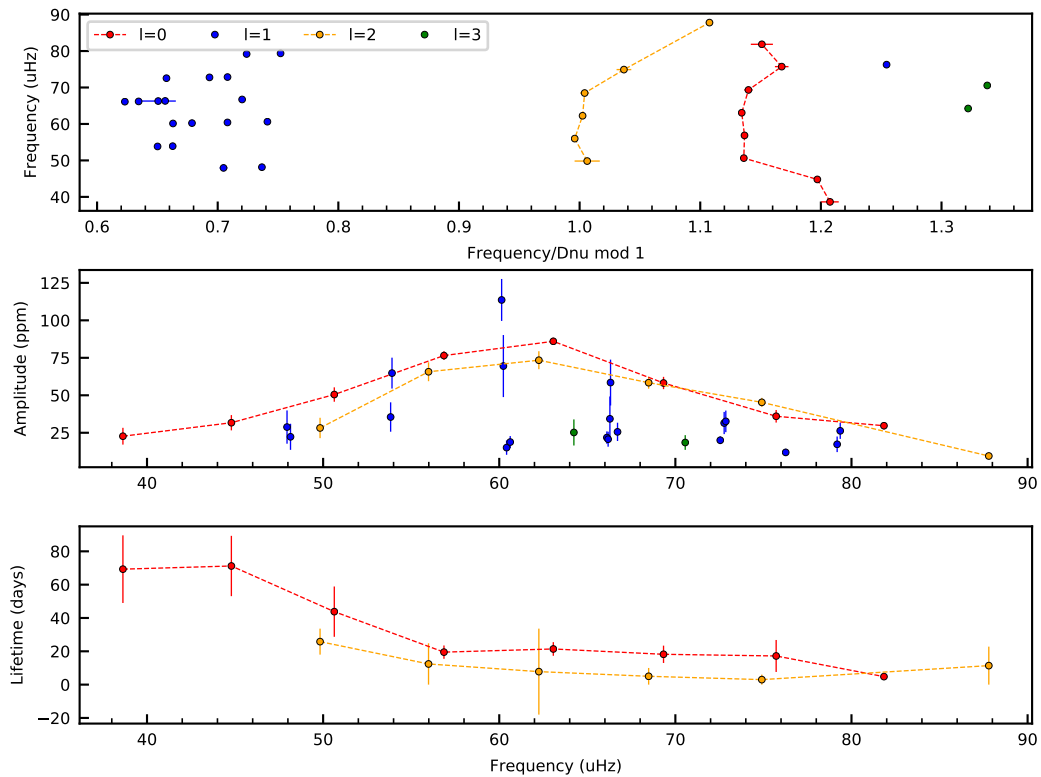 l=0 l=1 l=2 l=3
90
80
70
60
50
40
Frequency (uHz)
0.6 0.7 0.8 0.9 1.0 1.1 1.2 1.3
Frequency/Dnu mod 1
125
100
75
50
25
Amplitude (ppm)
40 50 60 70 80 90
80
60
40
20
0
−20
Lifetime (days)
40 50 60 70 80 90
Frequency (uHz)